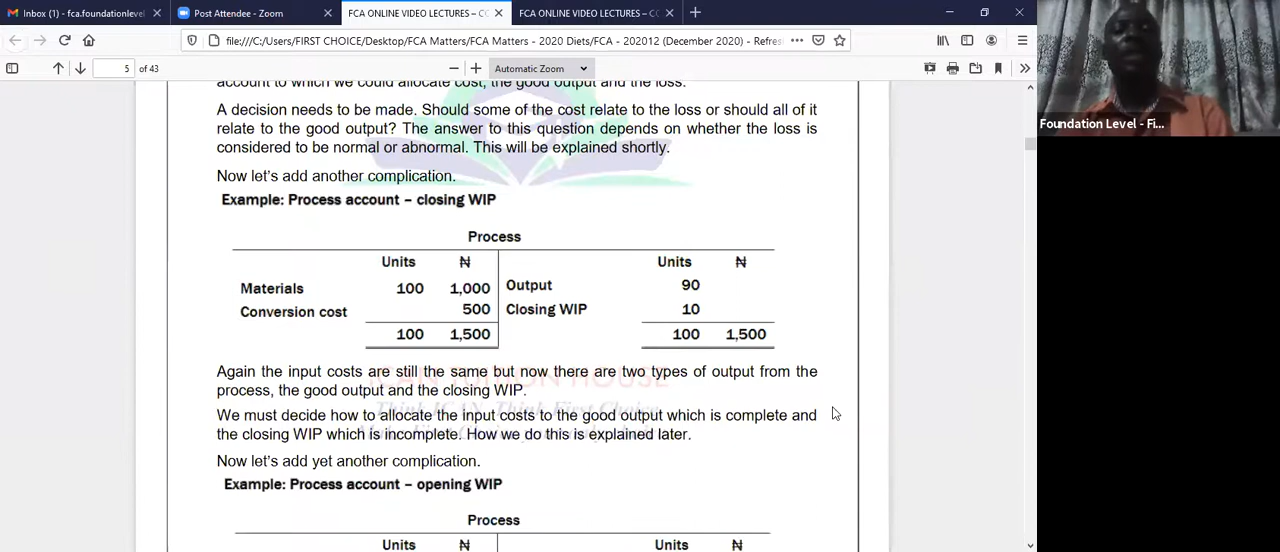 Inbox (1) - fca.foundationlevel
Post Attendee - Zoom
FCA ONLINE VIDEO LECTURES – CC
FCA ONLINE VIDEO LECTURES – CC
file:///C:/Users/FIRST CHOICE/Desktop/FCA Matters/FCA Matters - 2020 Diets/FCA - 202012 (December 2020) - Refres
5 of 43
Automatic Zoom
Foundation Level - Fi...
account to which we could allocate cost, the good output and the loss.
A decision needs to be made. Should some of the cost relate to the loss or should all of it
relate to the good output? The answer to this question depends on whether the loss is
considered to be normal or abnormal. This will be explained shortly.
Now let's add another complication.
Example: Process account – closing WIP
Process
Units ₦ Units ₦
Materials 100 1,000 Output 90
Conversion cost 500 Closing WIP 10
100 1,500 100 1,500
Again the input costs are still the same but now there are two types of output from the
process, the good output and the closing WIP.
We must decide how to allocate the input costs to the good output which is complete and
the closing WIP which is incomplete. How we do this is explained later.
Now let's add yet another complication.
Example: Process account – opening WIP
Process
Units ₦ Units ₦